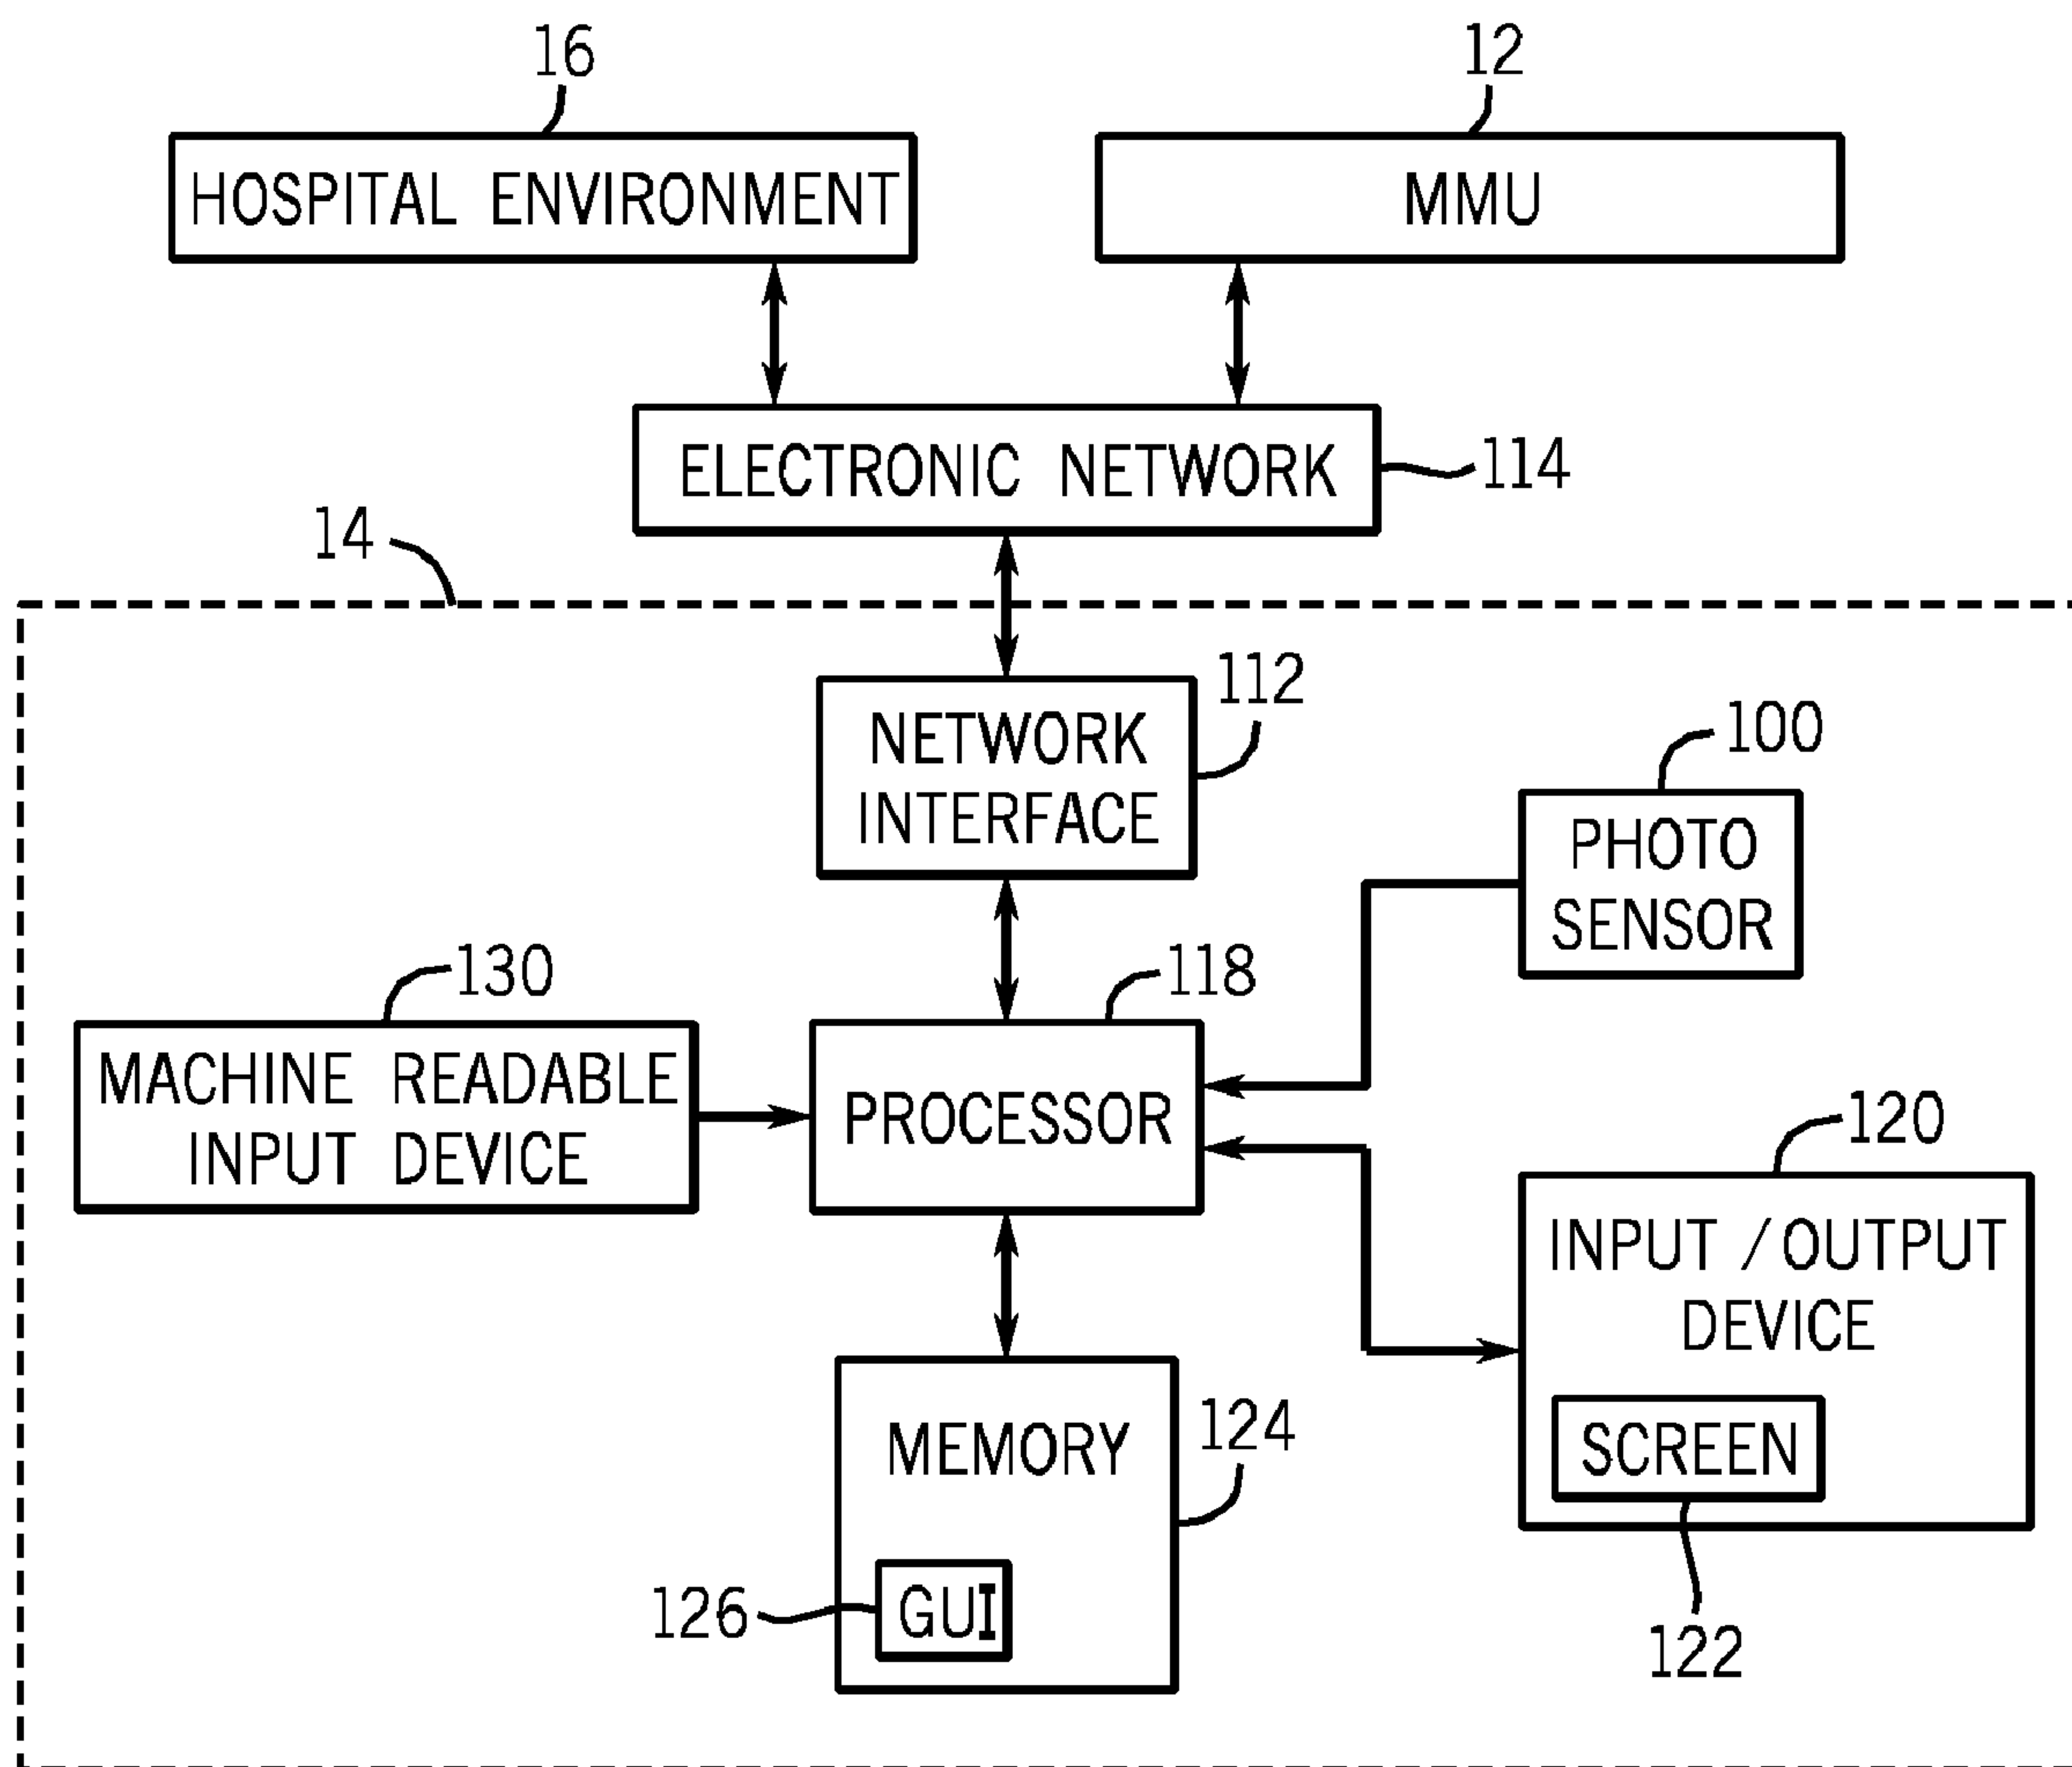 16
12
HOSPITAL ENVIRONMENT
MMU
ELECTRONIC NETWORK
114
14
112
NETWORK
INTERFACE
100
PHOTO
SENSOR
130
118
MACHINE READABLE
INPUT DEVICE
PROCESSOR
120
INPUT / OUTPUT
DEVICE
SCREEN
122
MEMORY
124
126
GUI